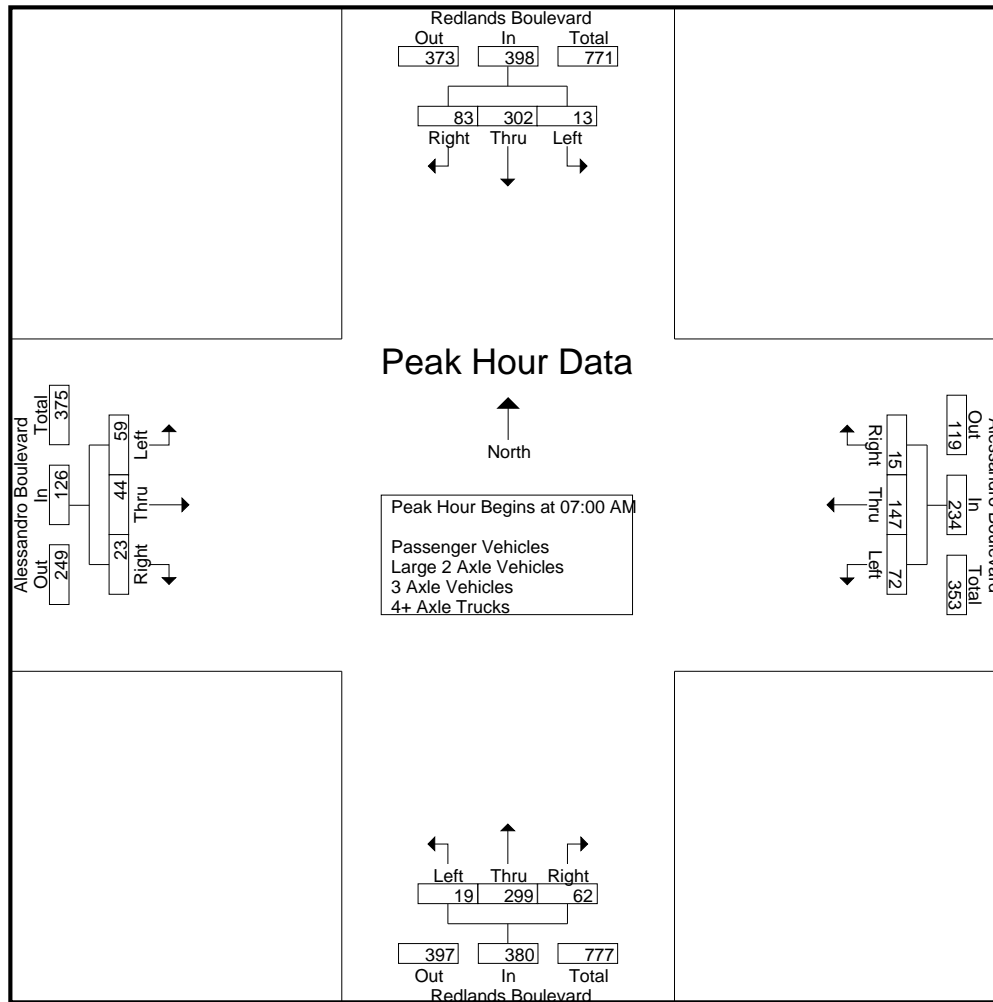 Redlands Boulevard
Out In Total
373 398 771
83 302 13
Right Thru Left
Peak Hour Data
North
Peak Hour Begins at 07:00 AM
Passenger Vehicles
Large 2 Axle Vehicles
3 Axle Vehicles
4+ Axle Trucks
Alessandro Boulevard
Out In Total
249 126 375
59 44 23
Left Thru Right
Alessandro Boulevard
Out In Total
119 234 353
15 147 72
Right Thru Left
Left Thru Right
19 299 62
397 380 777
Out In Total
Redlands Boulevard